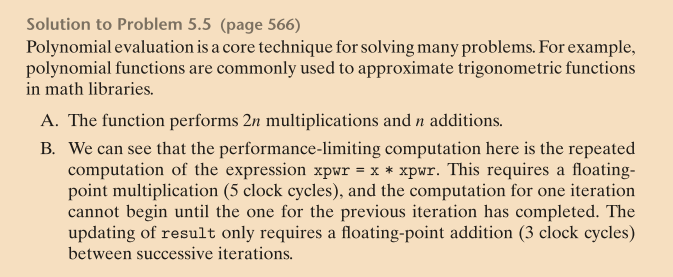 Solution to Problem 5.5 (page 566)
Polynomial evaluation is a core technique for solving many problems. For example,
polynomial functions are commonly used to approximate trigonometric functions
in math libraries.
A. The function performs 2n multiplications and n additions.
B. We can see that the performance-limiting computation here is the repeated
computation of the expression xpwr = x * xpwr. This requires a floating-
point multiplication (5 clock cycles), and the computation for one iteration
cannot begin until the one for the previous iteration has completed. The
updating of result only requires a floating-point addition (3 clock cycles)
between successive iterations.